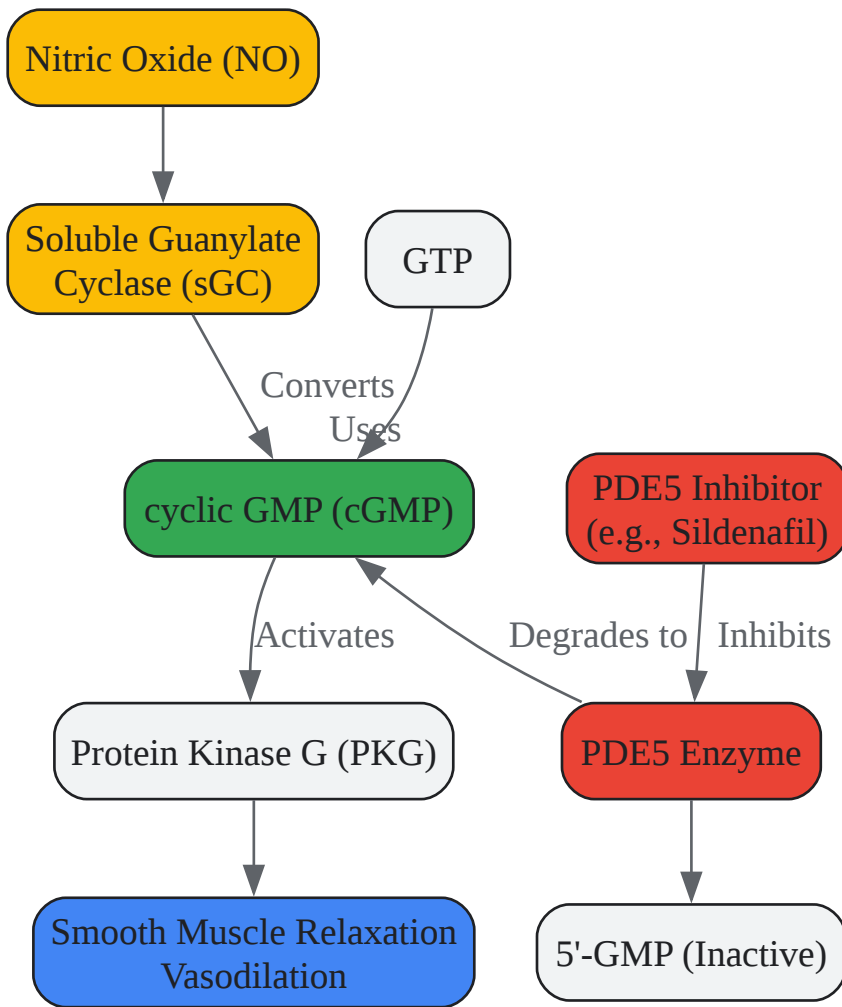 Nitric Oxide (NO)
Soluble Guanylate
Cyclase (sGC)
GTP
Converts
Uses
cyclic GMP (cGMP)
PDE5 Inhibitor
(e.g., Sildenafil)
Activates
Degrades to
Inhibits
Protein Kinase G (PKG)
PDE5 Enzyme
Smooth Muscle Relaxation
Vasodilation
5'-GMP (Inactive)